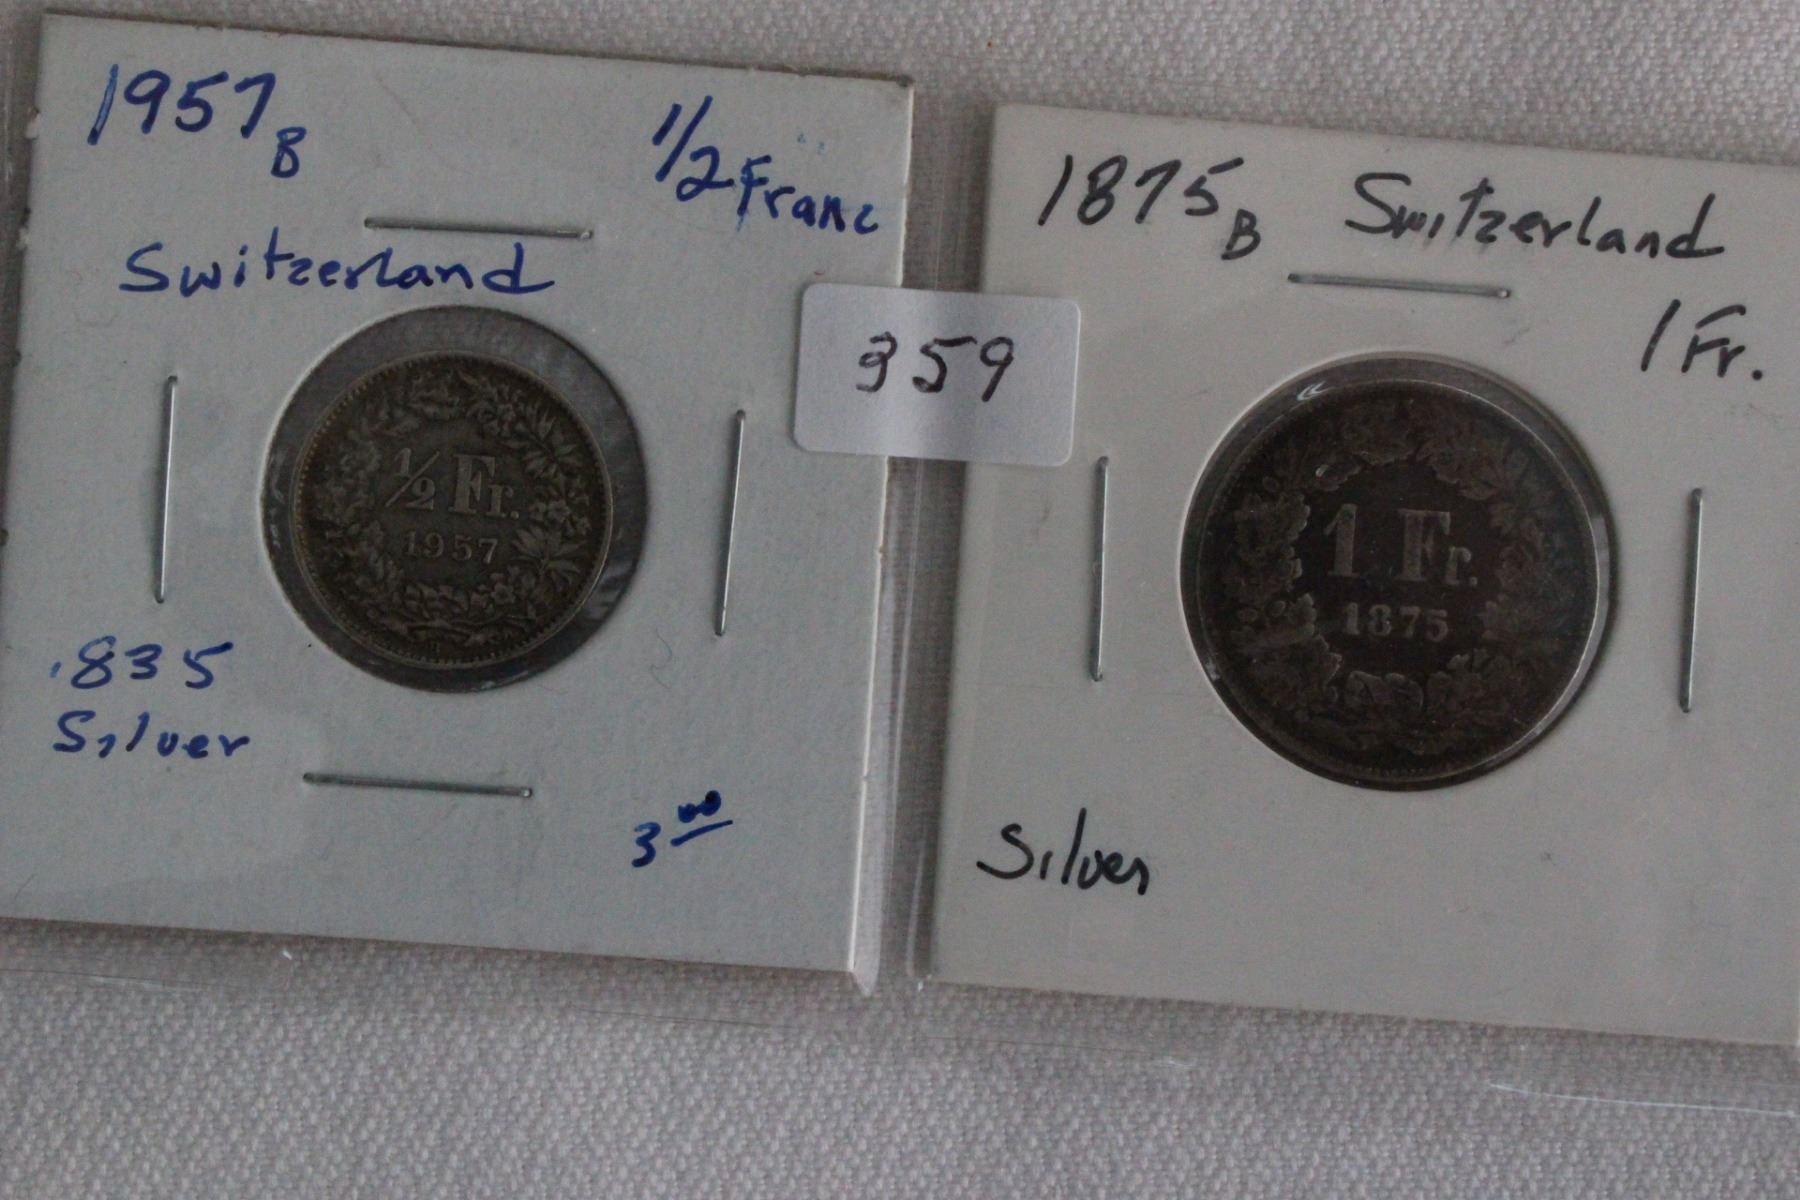 1957 B
1/2 Franc
Switzerland
1/2 Fr.
1957
B
.835
Silver
3 00
359
1875 B Switzerland
1 Fr.
1 Fr.
1875
Silver